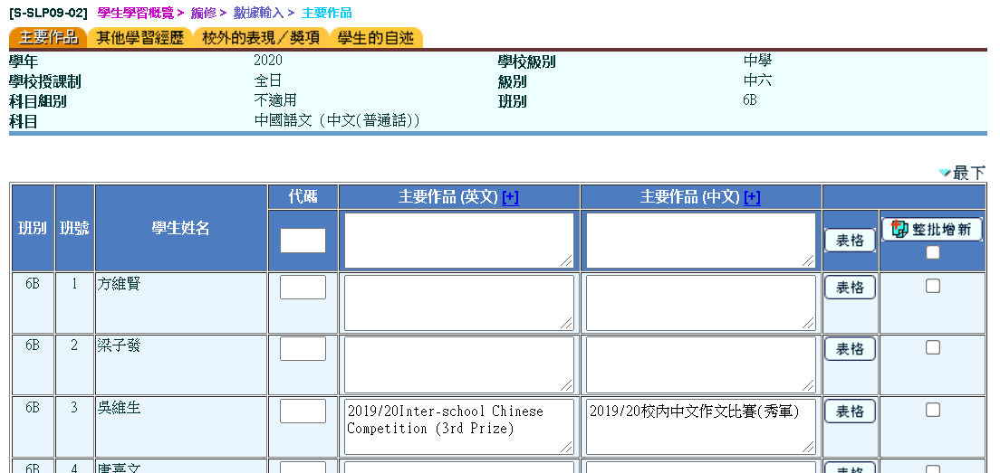 [S-SLP09-02] 學生學習概覽 > 編修 > 數據輸入 > 主要作品
主要作品 其他學習經歷 校外的表現／獎項 學生的自述
學年 2020 學校級別 中學
學校授課制 全日 級別 中六
科目組別 不適用 班別 6B
科目 中國語文 (中文(普通話))
最下
班別 班號 學生姓名 代碼 主要作品 (英文) [+] 主要作品 (中文) [+]
表格 整批增新
6B 1 方維賢 表格
6B 2 梁子發 表格
6B 3 吳維生 2019/20Inter-school Chinese 2019/20校內中文作文比賽(秀軍) 表格
Competition (3rd Prize)
6B 4 唐嘉文 表格